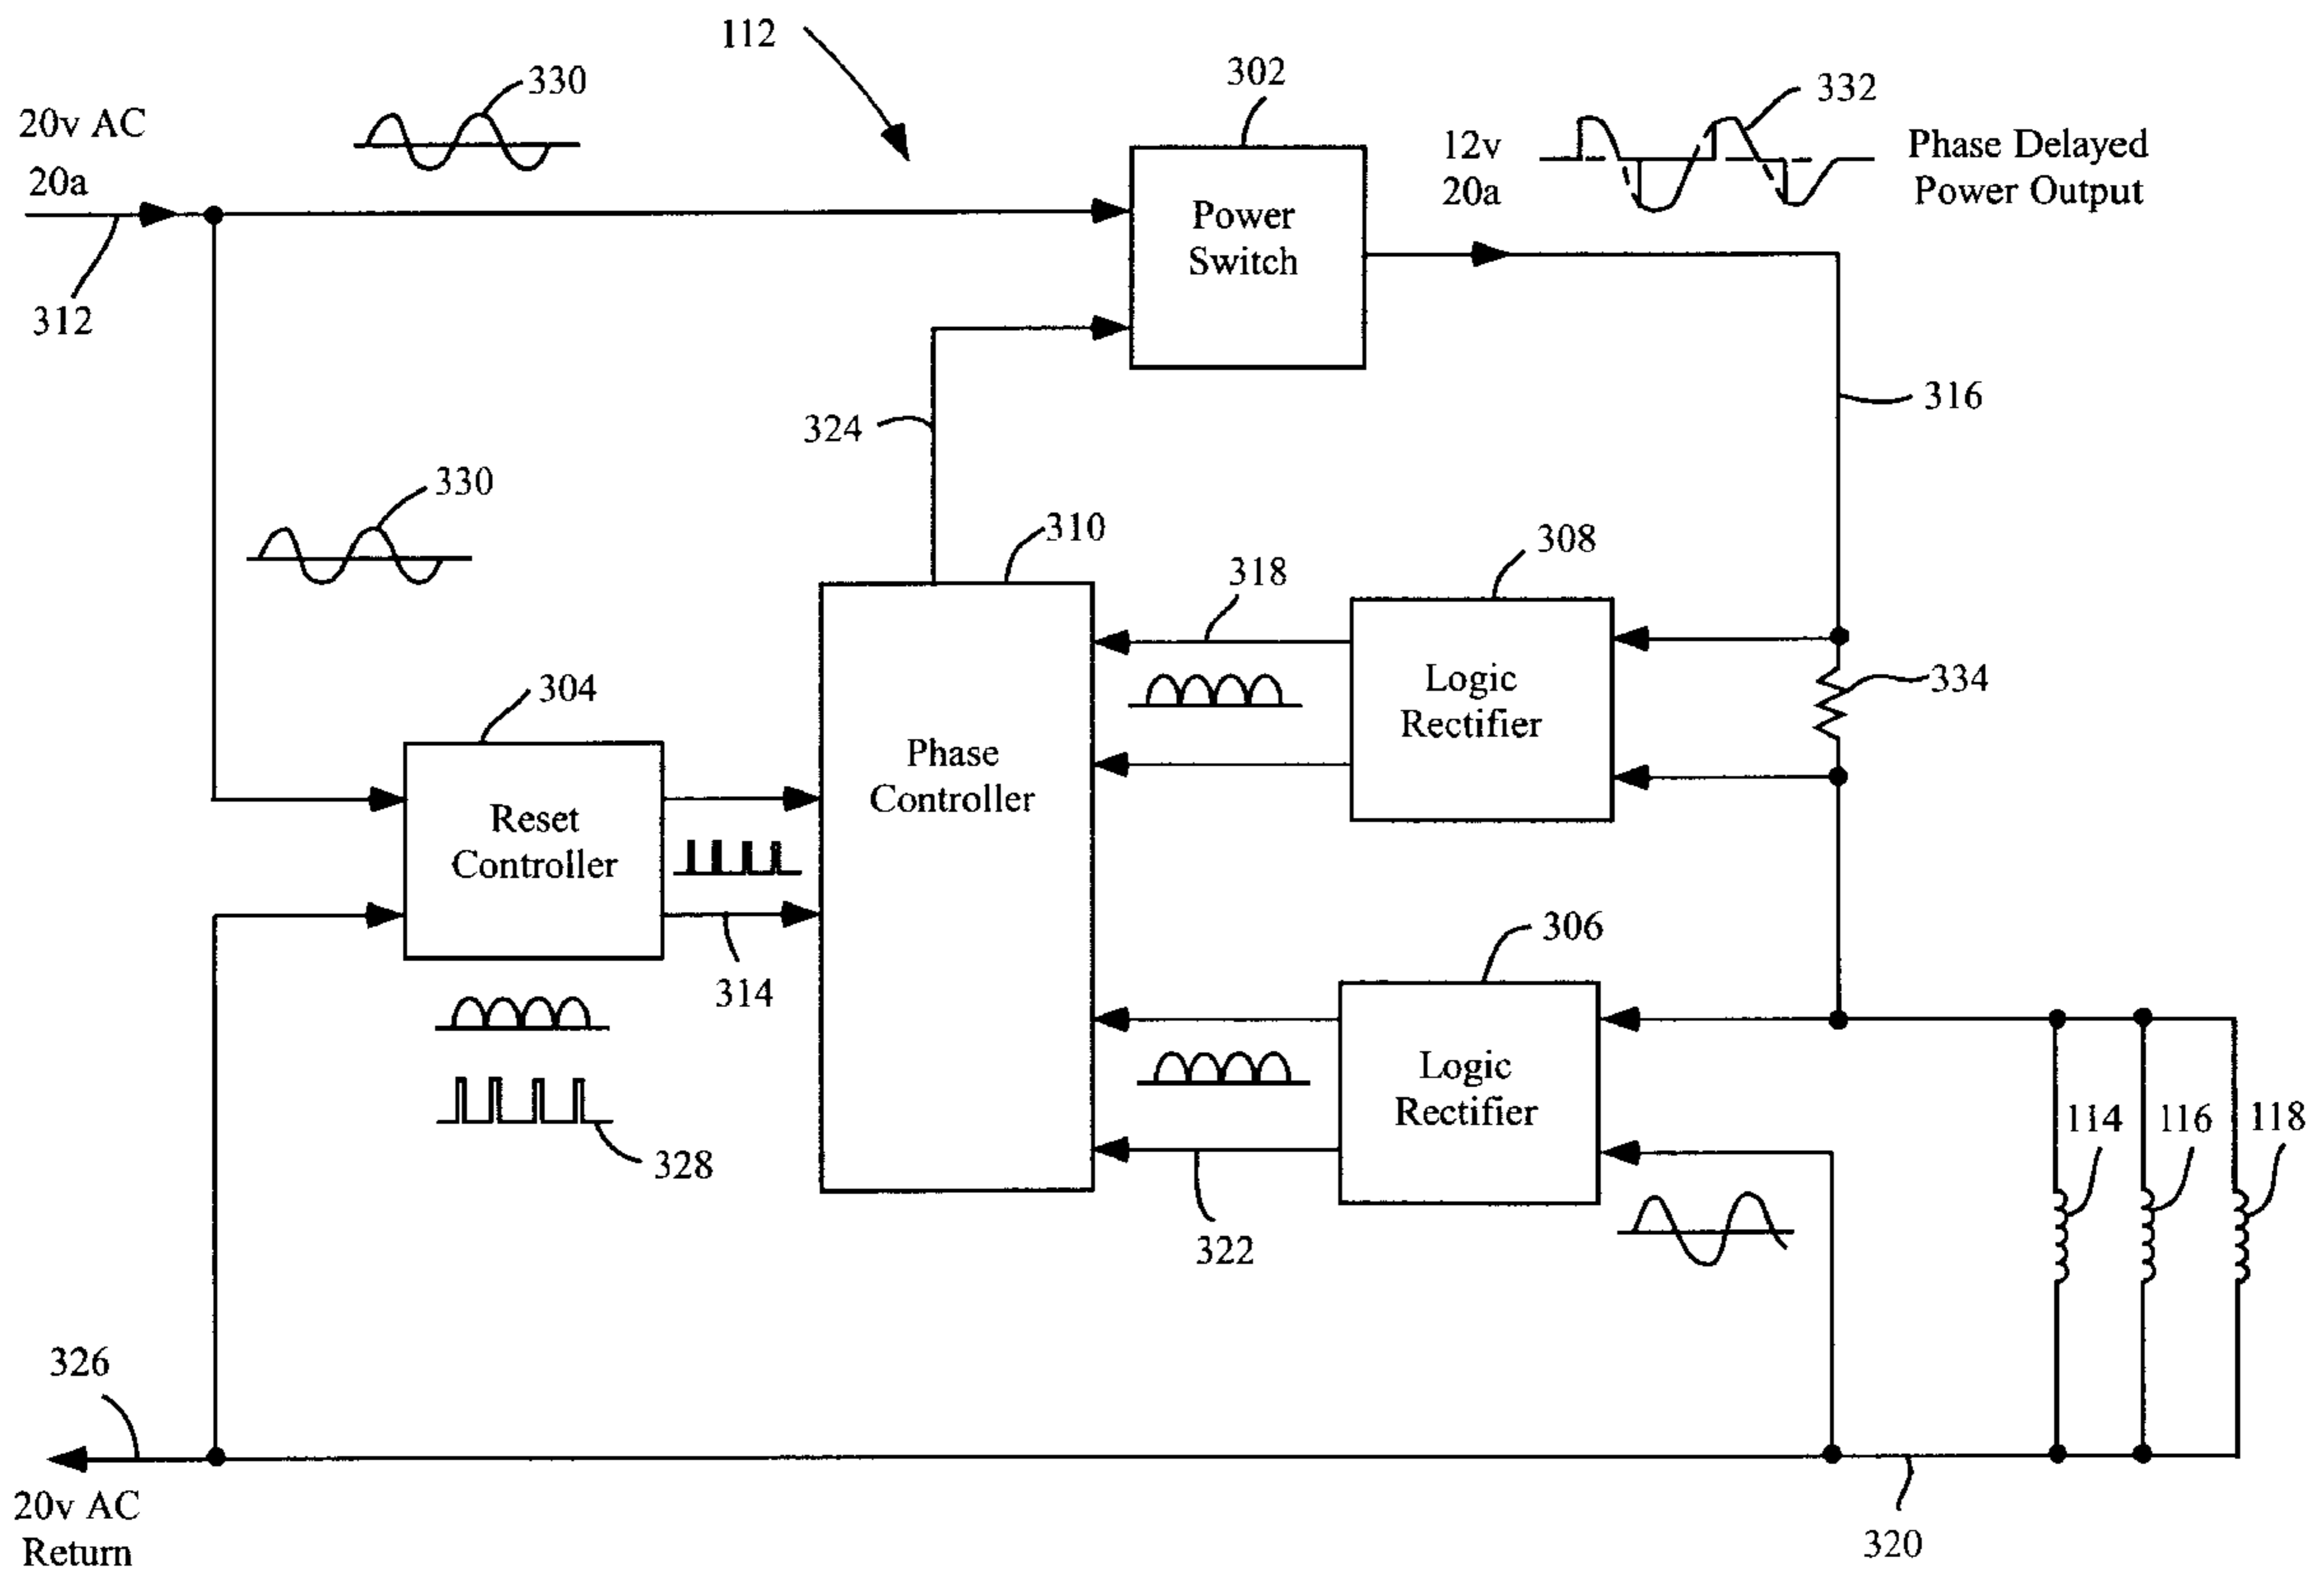 112
330
302
332
20v AC
20a
12v
20a
Phase Delayed
Power Output
Power
Switch
312
316
324
330
310
308
318
334
304
Logic
Rectifier
Phase
Controller
Reset
Controller
306
314
Logic
Rectifier
114
116
118
328
322
326
20v AC
Return
320